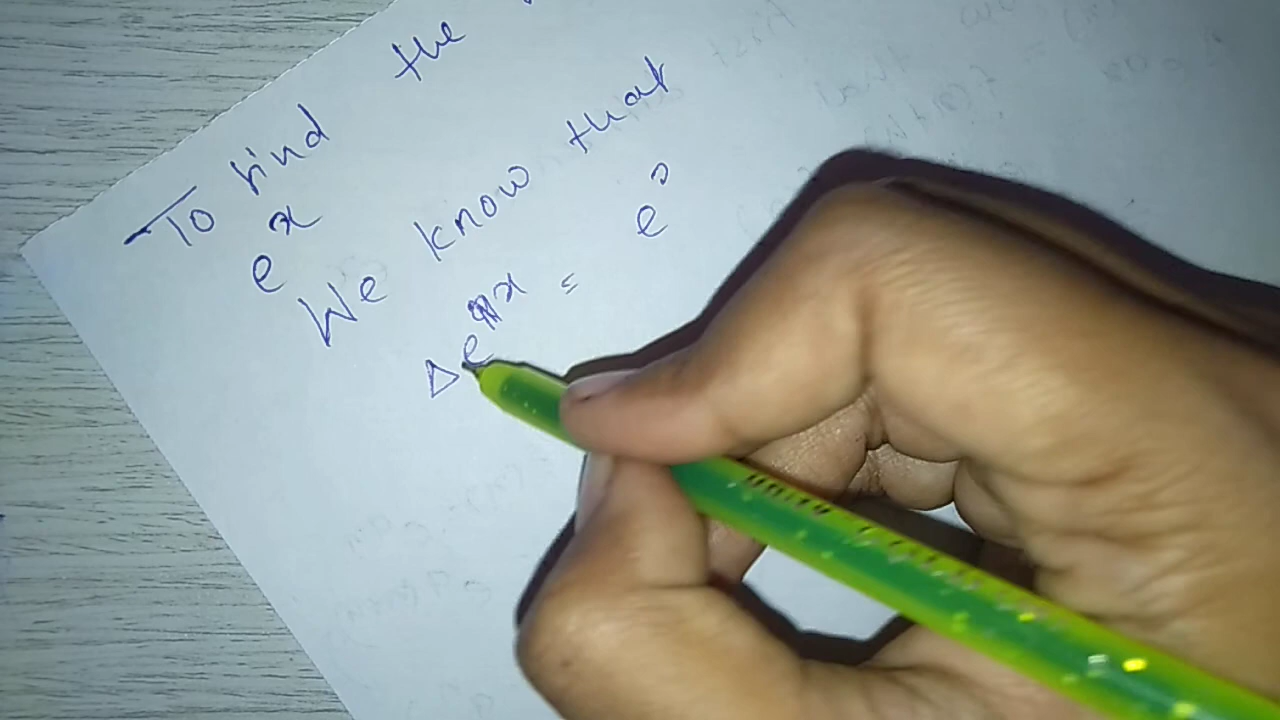 To find the
e^x
We know that
Δe^x = e